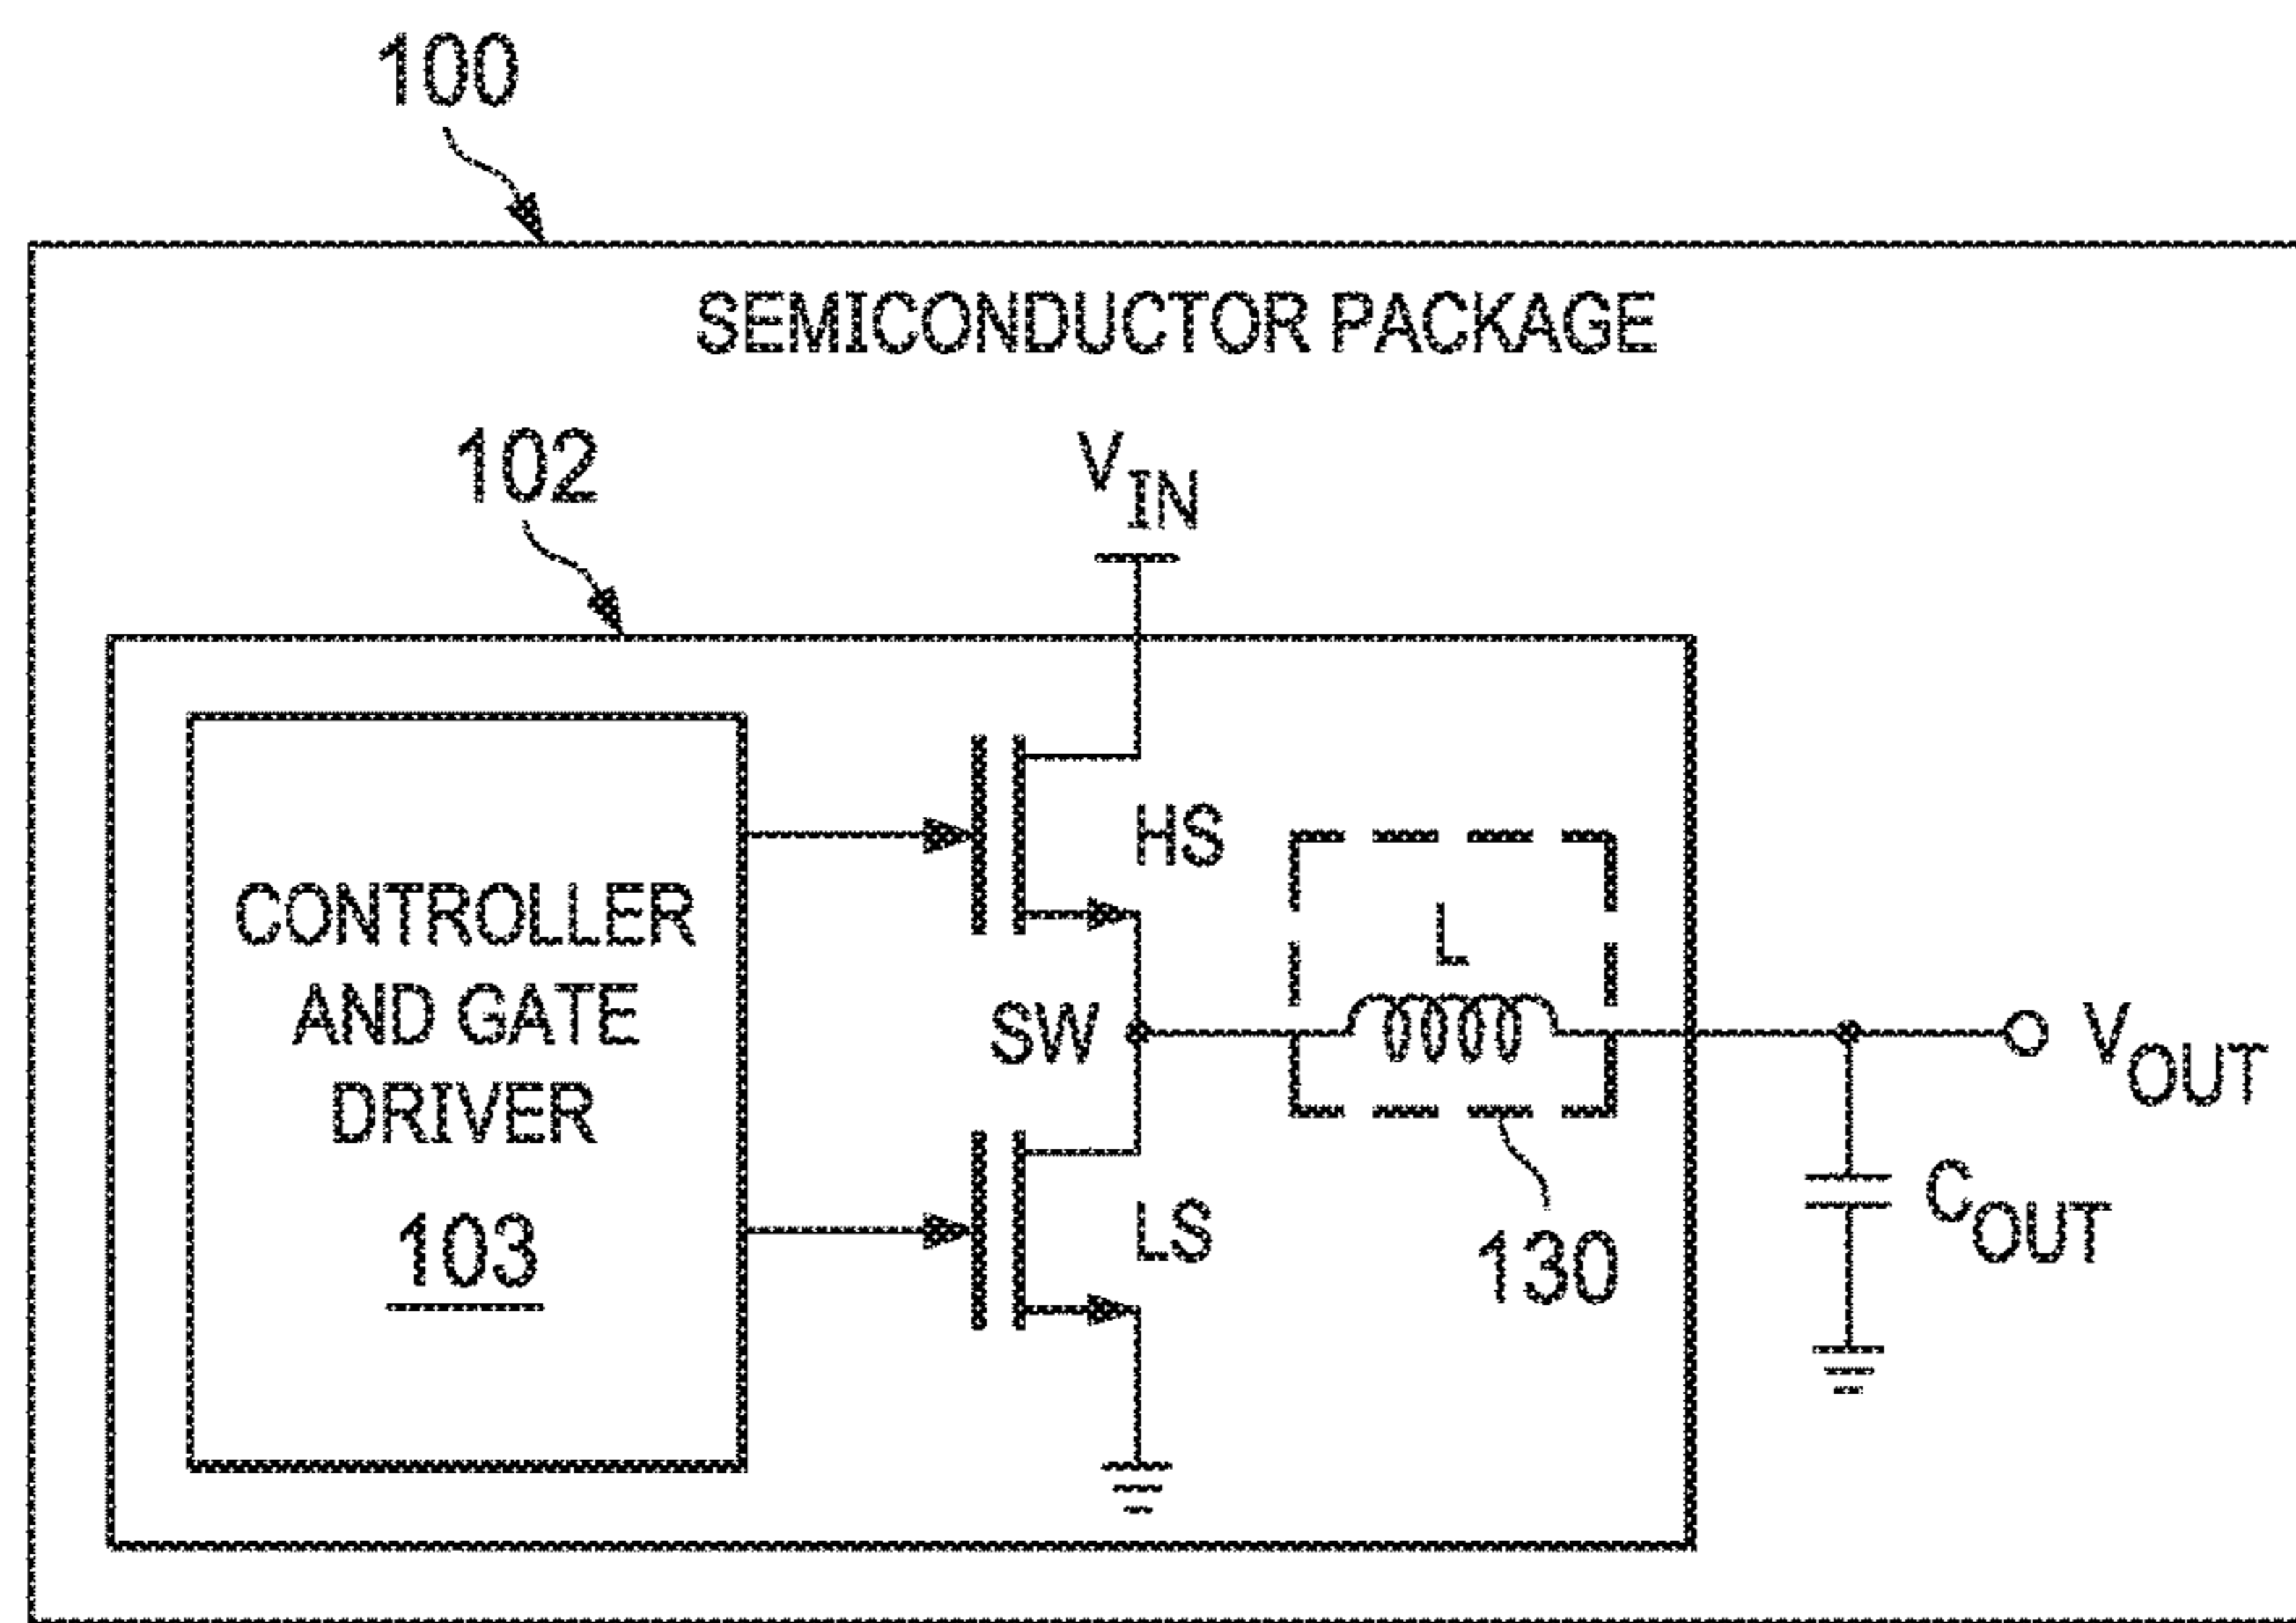 100
SEMICONDUCTOR PACKAGE
102
VIN
HS
CONTROLLER
AND GATE
DRIVER
103
L
SW
VOUT
LS
COUT
130